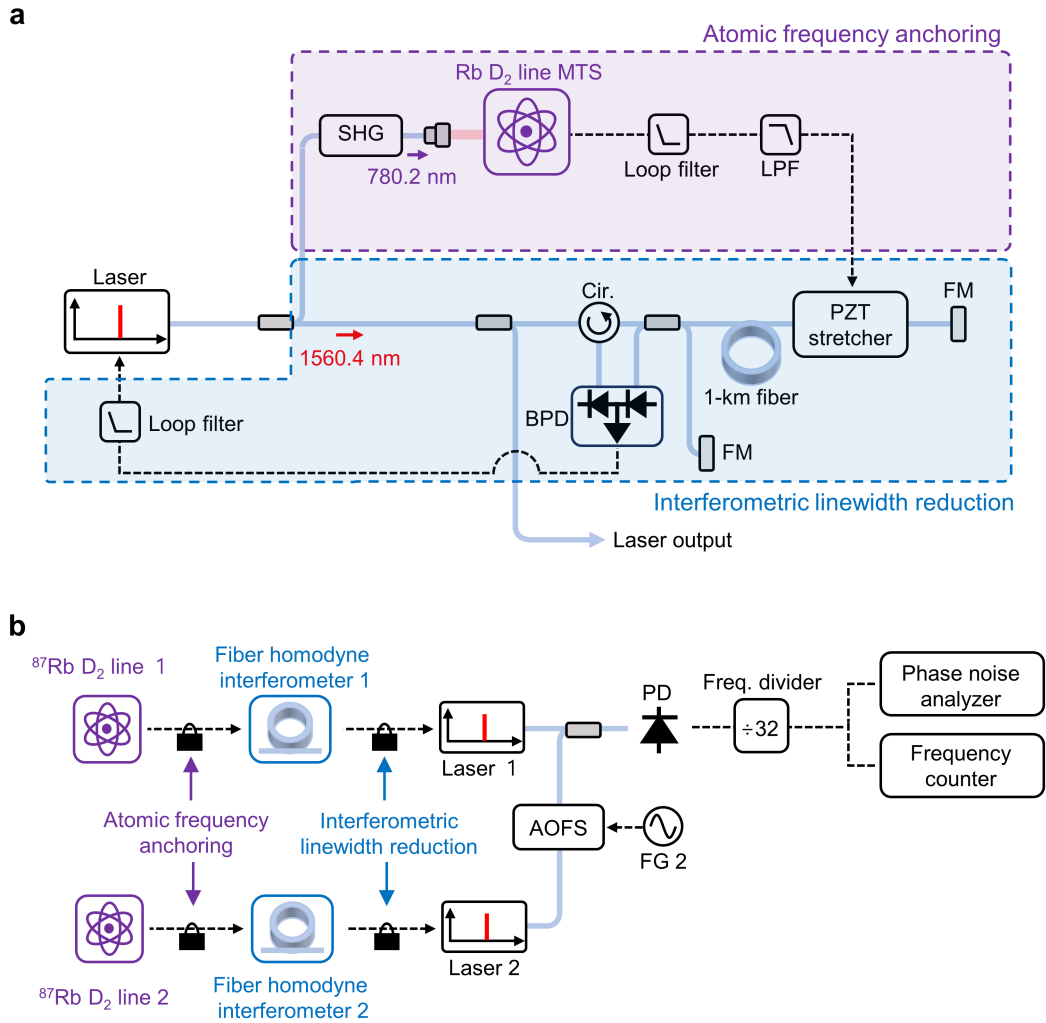 a
Atomic frequency anchoring
Rb D₂ line MTS
SHG
780.2 nm
Loop filter
LPF
Laser
1560.4 nm
Cir.
PZT
stretcher
FM
1-km fiber
BPD
FM
Loop filter
Interferometric linewidth reduction
Laser output
b
⁸⁷Rb D₂ line 1
Fiber homodyne
interferometer 1
Laser 1
PD
Freq. divider
÷32
Phase noise
analyzer
Frequency
counter
Atomic frequency
anchoring
Interferometric
linewidth reduction
AOFS
FG 2
Laser 2
⁸⁷Rb D₂ line 2
Fiber homodyne
interferometer 2